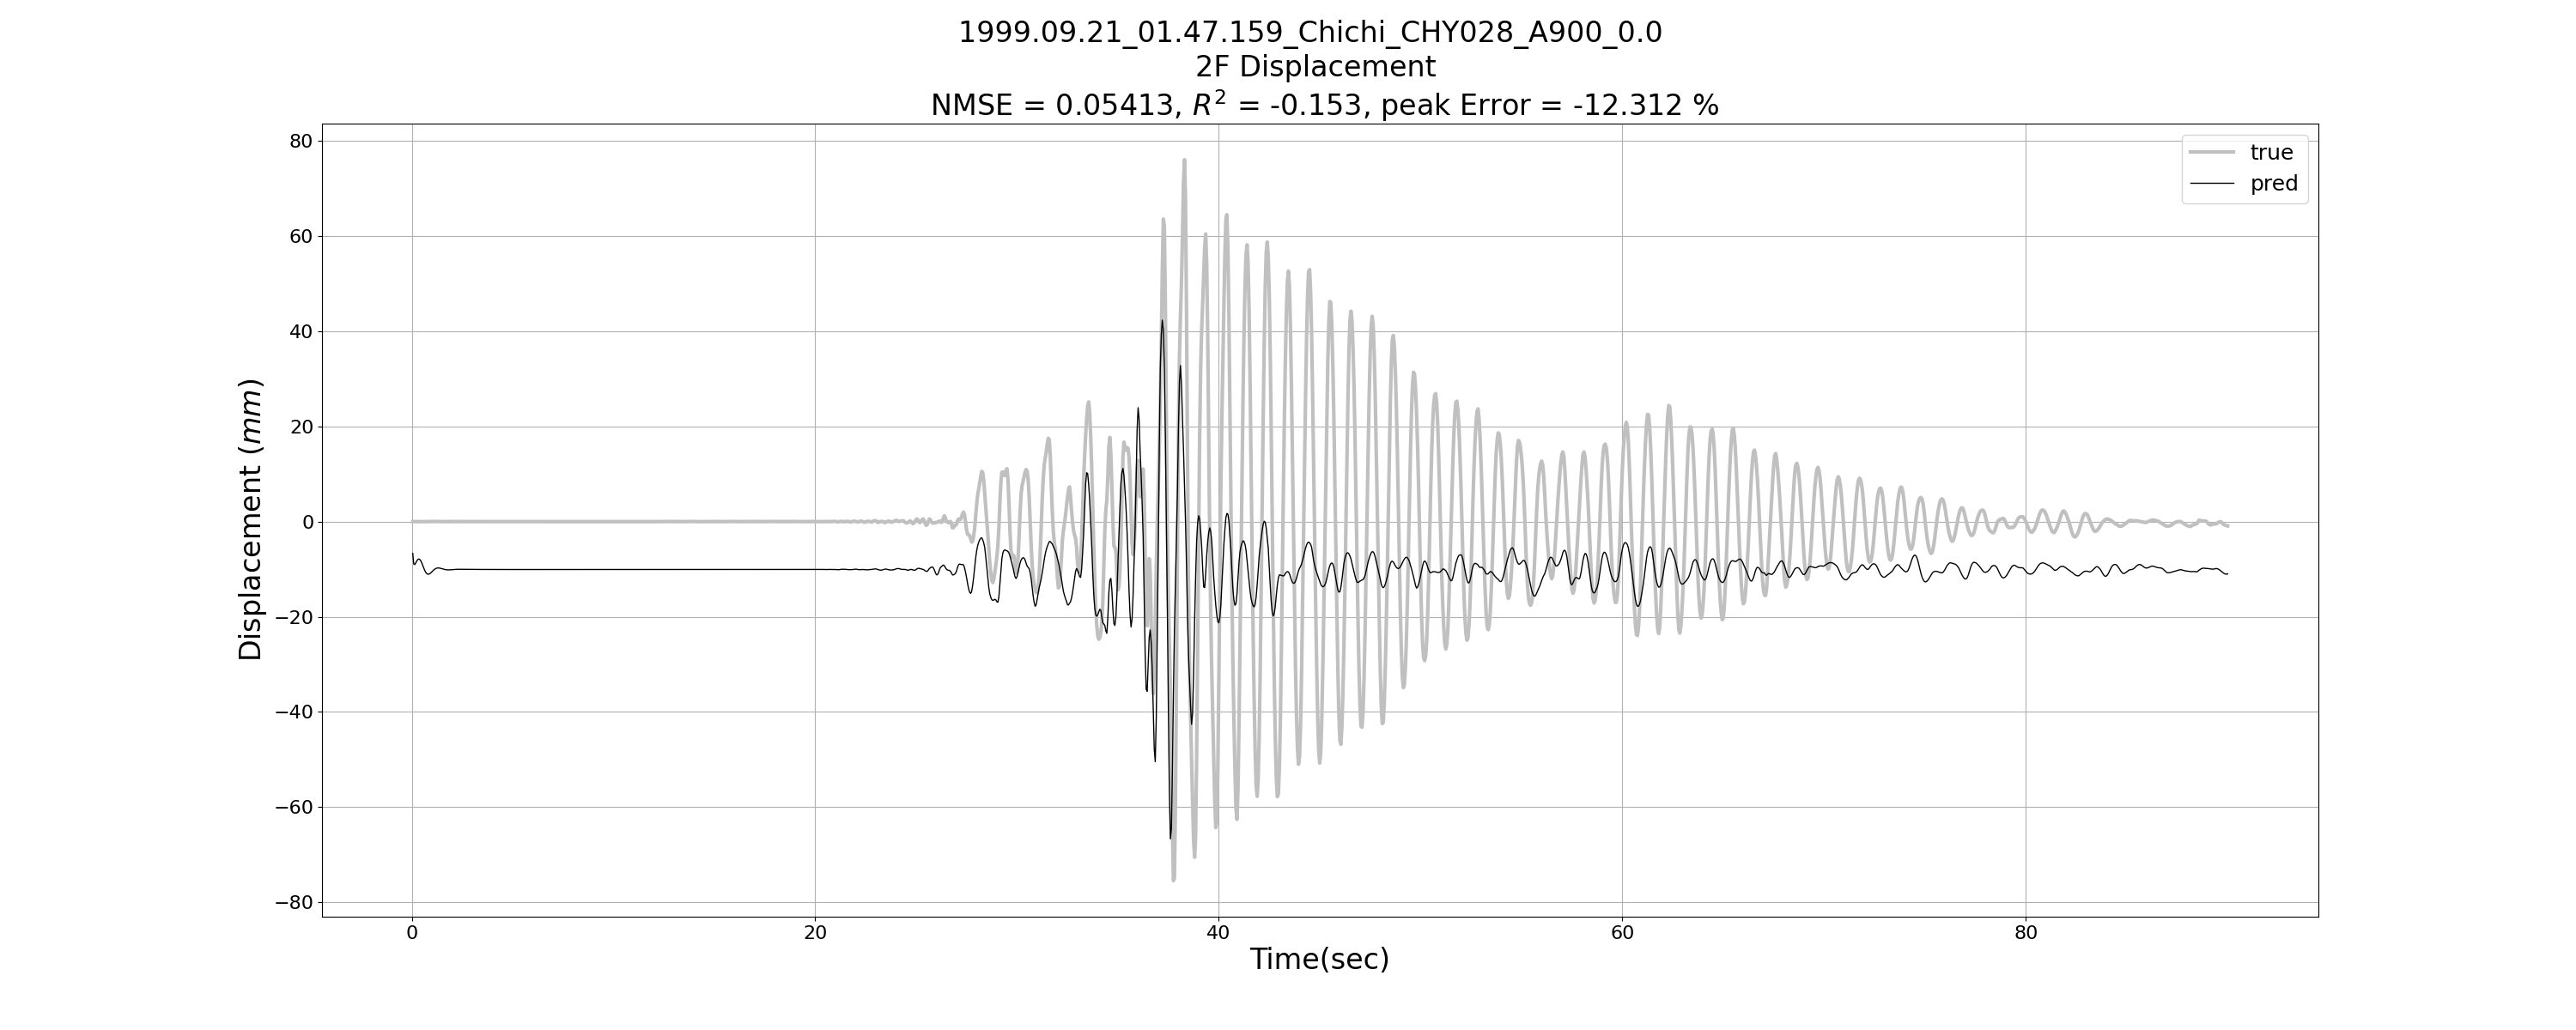 1999.09.21_01.47.159_Chichi_CHY028_A900_0.0
2F Displacement
NMSE = 0.05413, R² = -0.153, peak Error = -12.312 %
true
pred
80
60
40
20
0
−20
−40
−60
−80
Displacement (mm)
0 20 40 60 80
Time(sec)